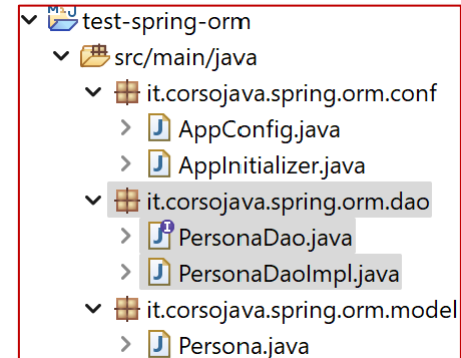 test-spring-orm
src/main/java
it.corsojava.spring.orm.conf
AppConfig.java
AppInitializer.java
it.corsojava.spring.orm.dao
PersonaDao.java
PersonaDaoImpl.java
it.corsojava.spring.orm.model
Persona.java